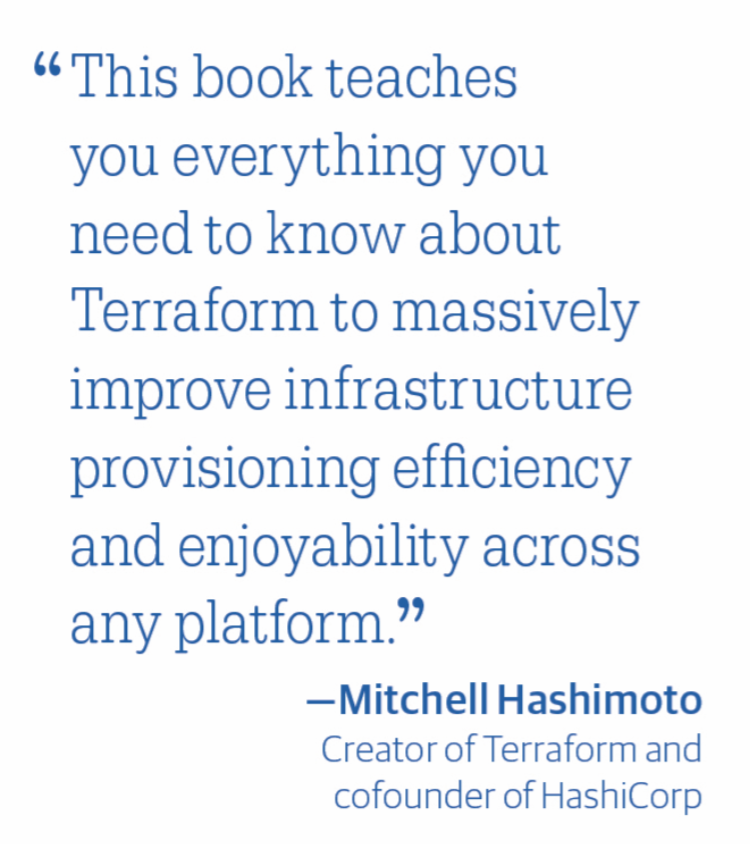 “This book teaches
you everything you
need to know about
Terraform to massively
improve infrastructure
provisioning efficiency
and enjoyability across
any platform.”
—Mitchell Hashimoto
Creator of Terraform and
cofounder of HashiCorp